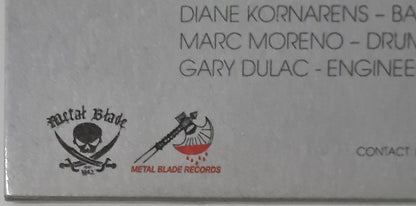 DIANE KORNARENS – BA
MARC MORENO – DRUM
GARY DULAC - ENGINEE
CONTACT
Metal Blade
METAL BLADE RECORDS